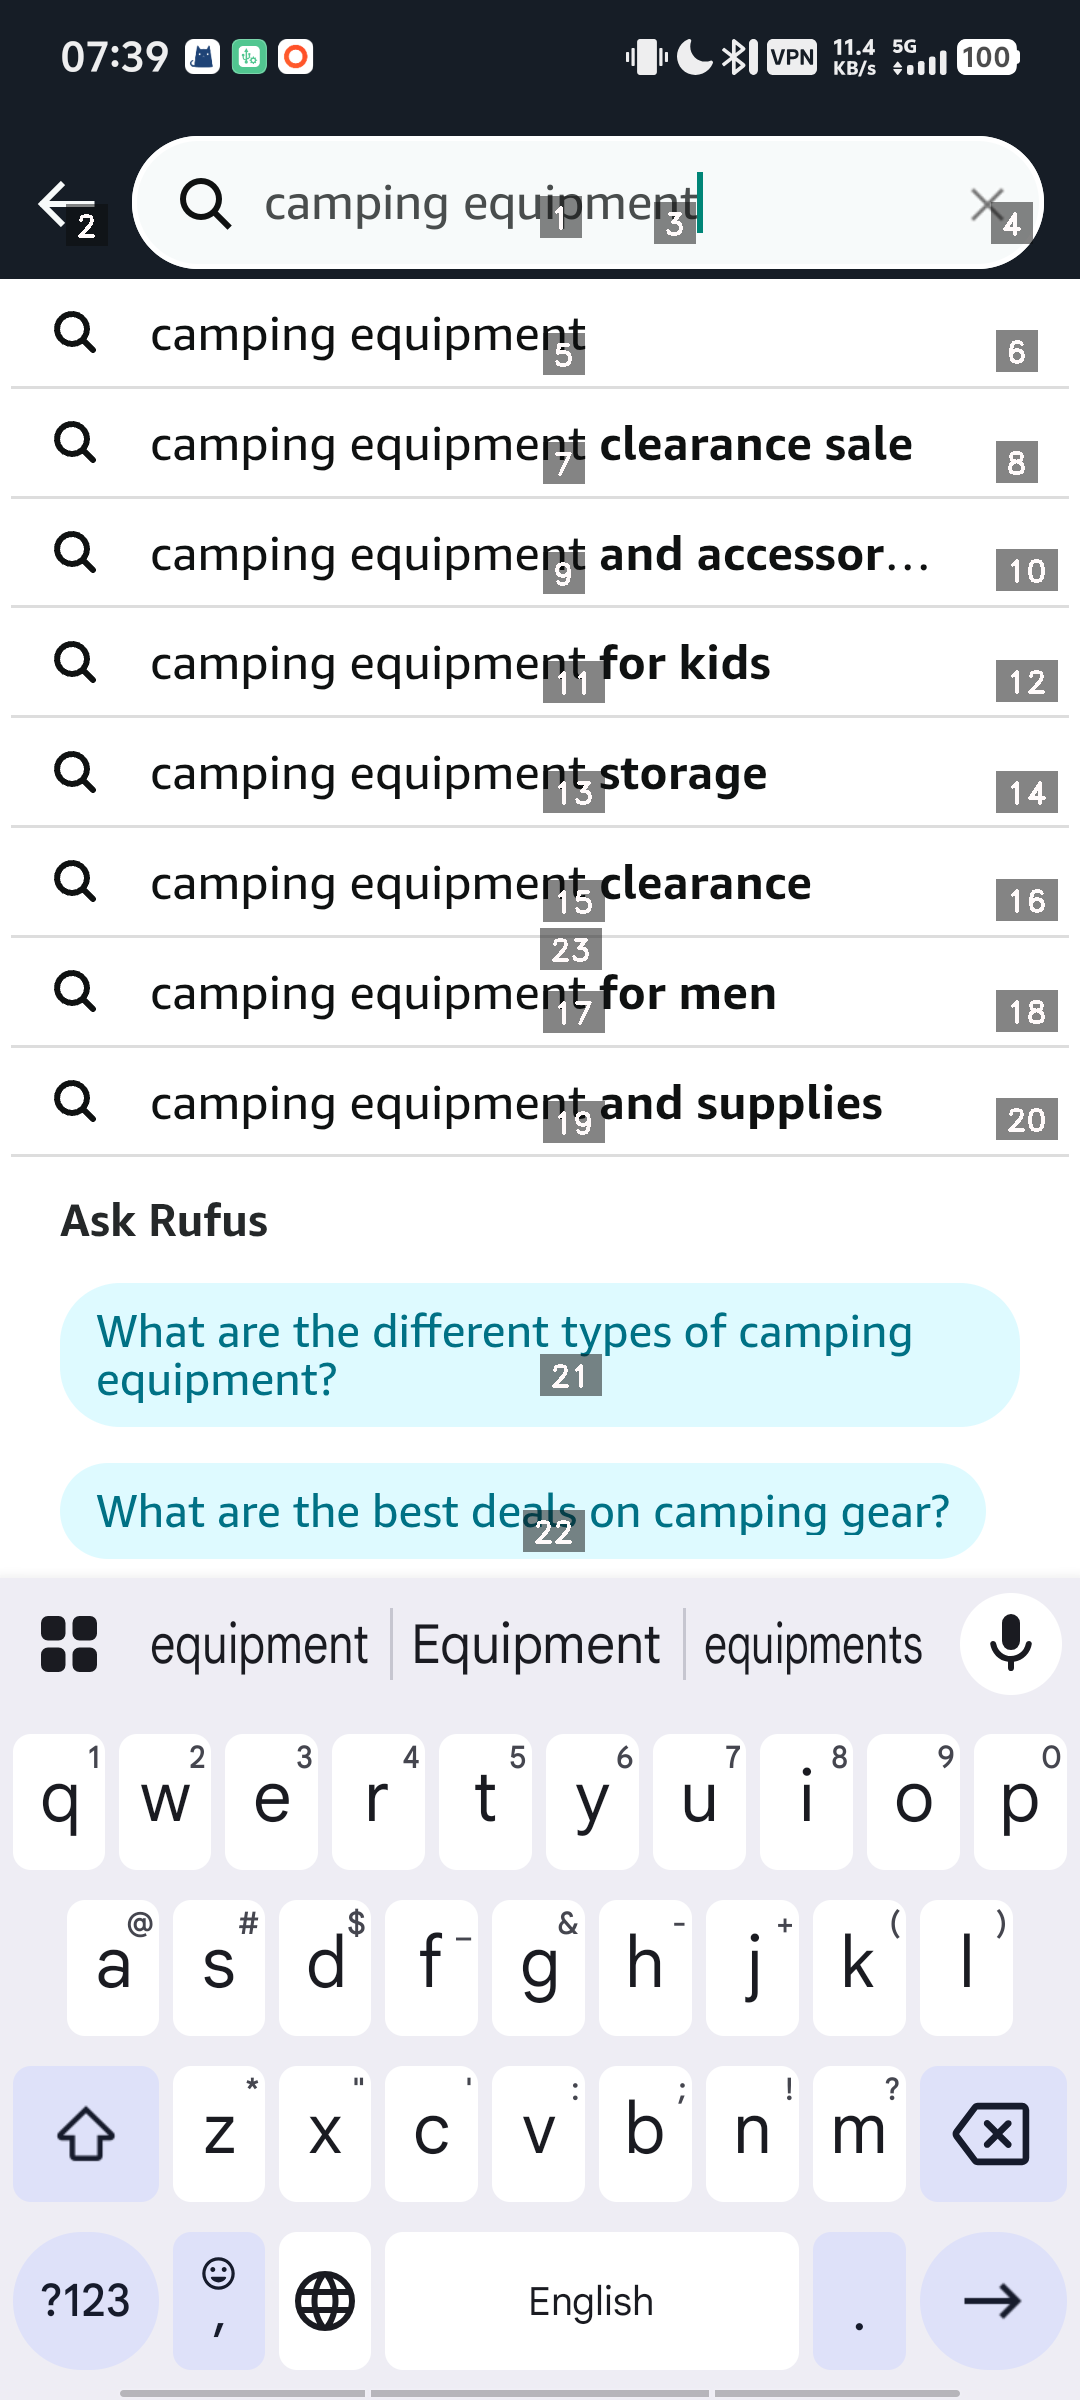 07:39
VPN
11.4
KB/s
5G
100
camping equipment
2
1
3
4
camping equipment
5
6
camping equipment clearance sale
7
8
camping equipment and accessor...
9
10
camping equipment for kids
11
12
camping equipment storage
13
14
camping equipment clearance
15
16
23
camping equipment for men
17
18
camping equipment and supplies
19
20
Ask Rufus
What are the different types of camping
equipment?
21
What are the best deals on camping gear?
22
equipment Equipment equipments
1 2 3 4 5 6 7 8 9 0
q w e r t y u i o p
@ # $ _ & - + ( )
a s d f g h j k l
* " ' : ; ! ?
z x c v b n m
?123 , English .